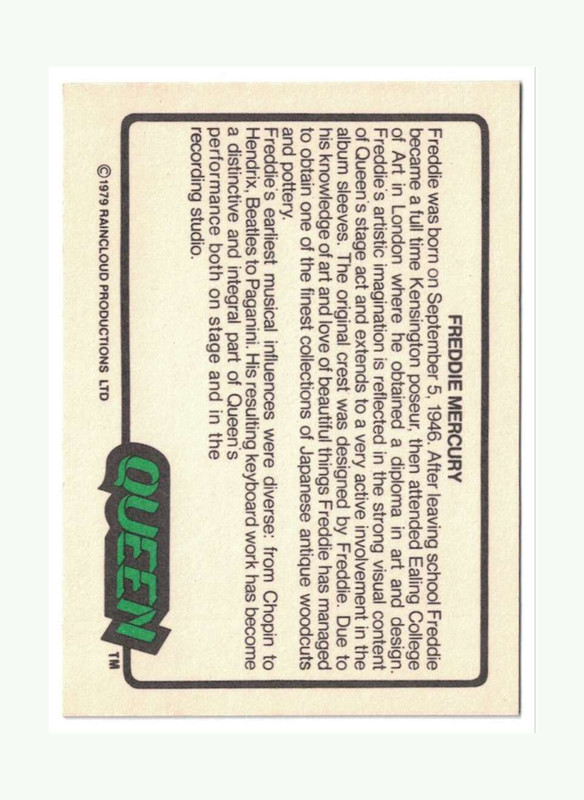 FREDDIE MERCURY
Freddie was born on September 5, 1946. After leaving school Freddie
became a full time Kensington poseur, then attended Ealing College
of Art in London where he obtained a diploma in art and design.
Freddie's artistic imagination is reflected in the strong visual content
of Queen's stage act and extends to a very active involvement in the
album sleeves. The original crest was designed by Freddie. Due to
his knowledge of art and love of beautiful things Freddie has managed
to obtain one of the finest collections of Japanese antique woodcuts
and pottery.
Freddie's earliest musical influences were diverse: from Chopin to
Hendrix, Beatles to Paganini. His resulting keyboard work has become
a distinctive and integral part of Queen's
performance both on stage and in the
recording studio.
QUEEN TM
©1979 RAINCLOUD PRODUCTIONS LTD